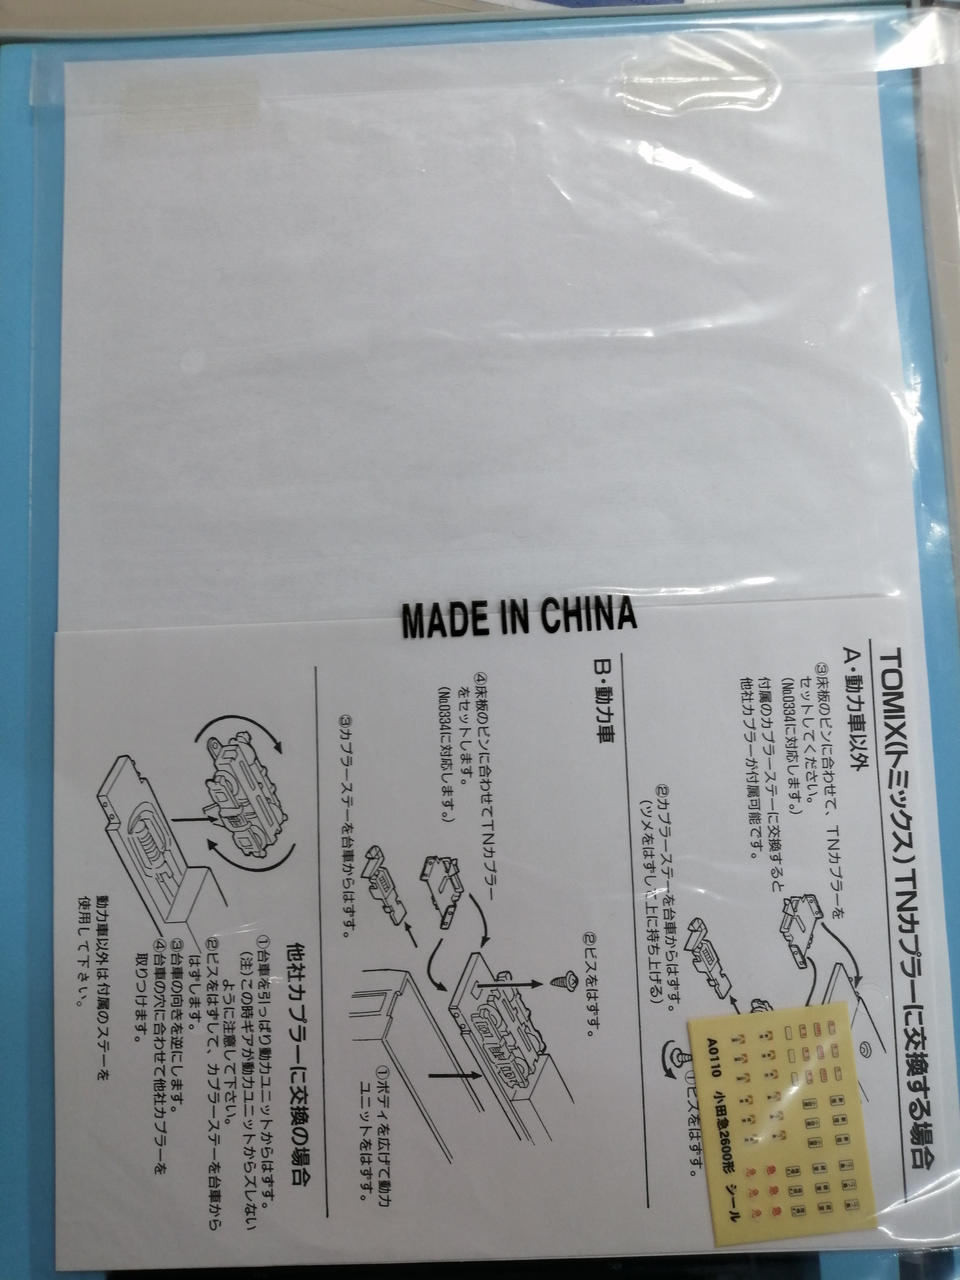 MADE IN CHINA
TOMIX(トミックス)TNカプラーに交換する場合
A・動力車以外
③床板のピンに合わせて、TNカプラーを
セットしてください。
(№0334に対応します。)
付属のカプラーステーに交換すると
他社カプラーが付属可能です。
②カプラーステーを台車からはずす。
(ツメをはずして上に持ち上げる)
①ビスをはずす。
B・動力車
②ビスをはずす。
④床板のピンに合わせてTNカプラー
をセットします。
(№0334に対応します。)
①ボディを広げて動力
ユニットをはずす。
③カプラーステーを台車からはずす。
他社カプラーに交換の場合
①台車を引っぱり動力ユニットからはずす。
(注)この時ギアが動力ユニットからズレない
ように注意して下さい。
②ビスをはずして、カプラーステーを台車から
はずします。
③台車の向きを逆にします。
④台車の穴に合わせて他社カプラーを
取りつけます。
動力車以外は付属のステーを
使用して下さい。
A0110 小田急2600形 シール